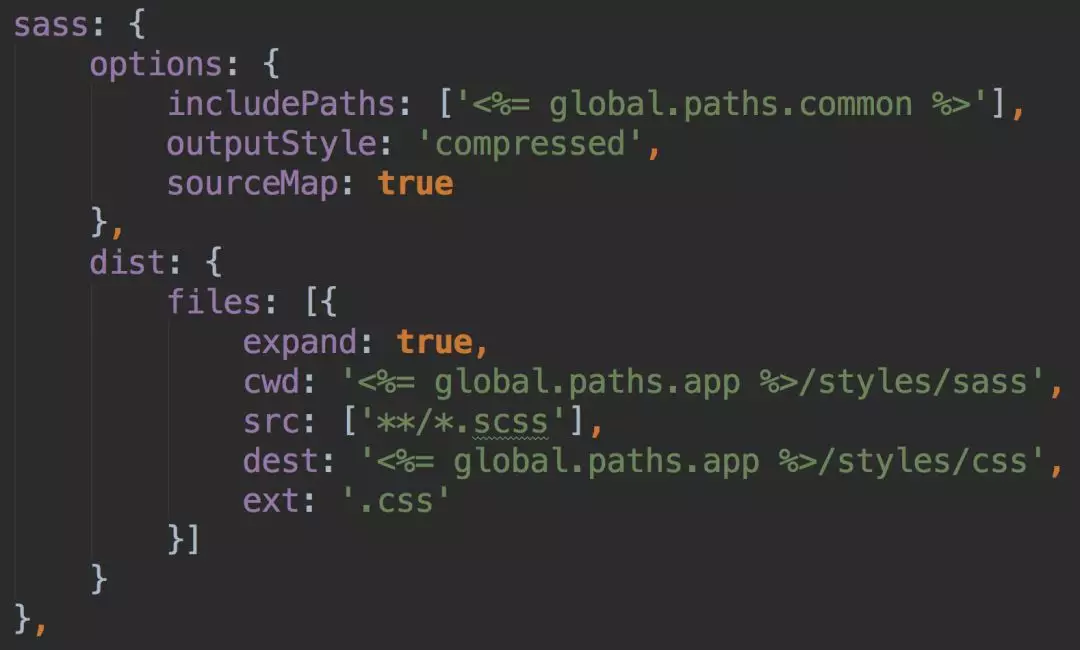 sass: {
    options: {
        includePaths: ['<%= global.paths.common %>'],
        outputStyle: 'compressed',
        sourceMap: true
    },
    dist: {
        files: [{
            expand: true,
            cwd: '<%= global.paths.app %>/styles/sass',
            src: ['**/*.scss'],
            dest: '<%= global.paths.app %>/styles/css',
            ext: '.css'
        }]
    }
},